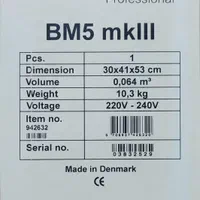 Professional
BM5 mkIII
Pcs. 1
Dimension 30x41x53 cm
Volume 0,064 m³
Weight 10,3 kg
Voltage 220V - 240V
Item no.
942632
Serial no.
03832529
Made in Denmark
CE